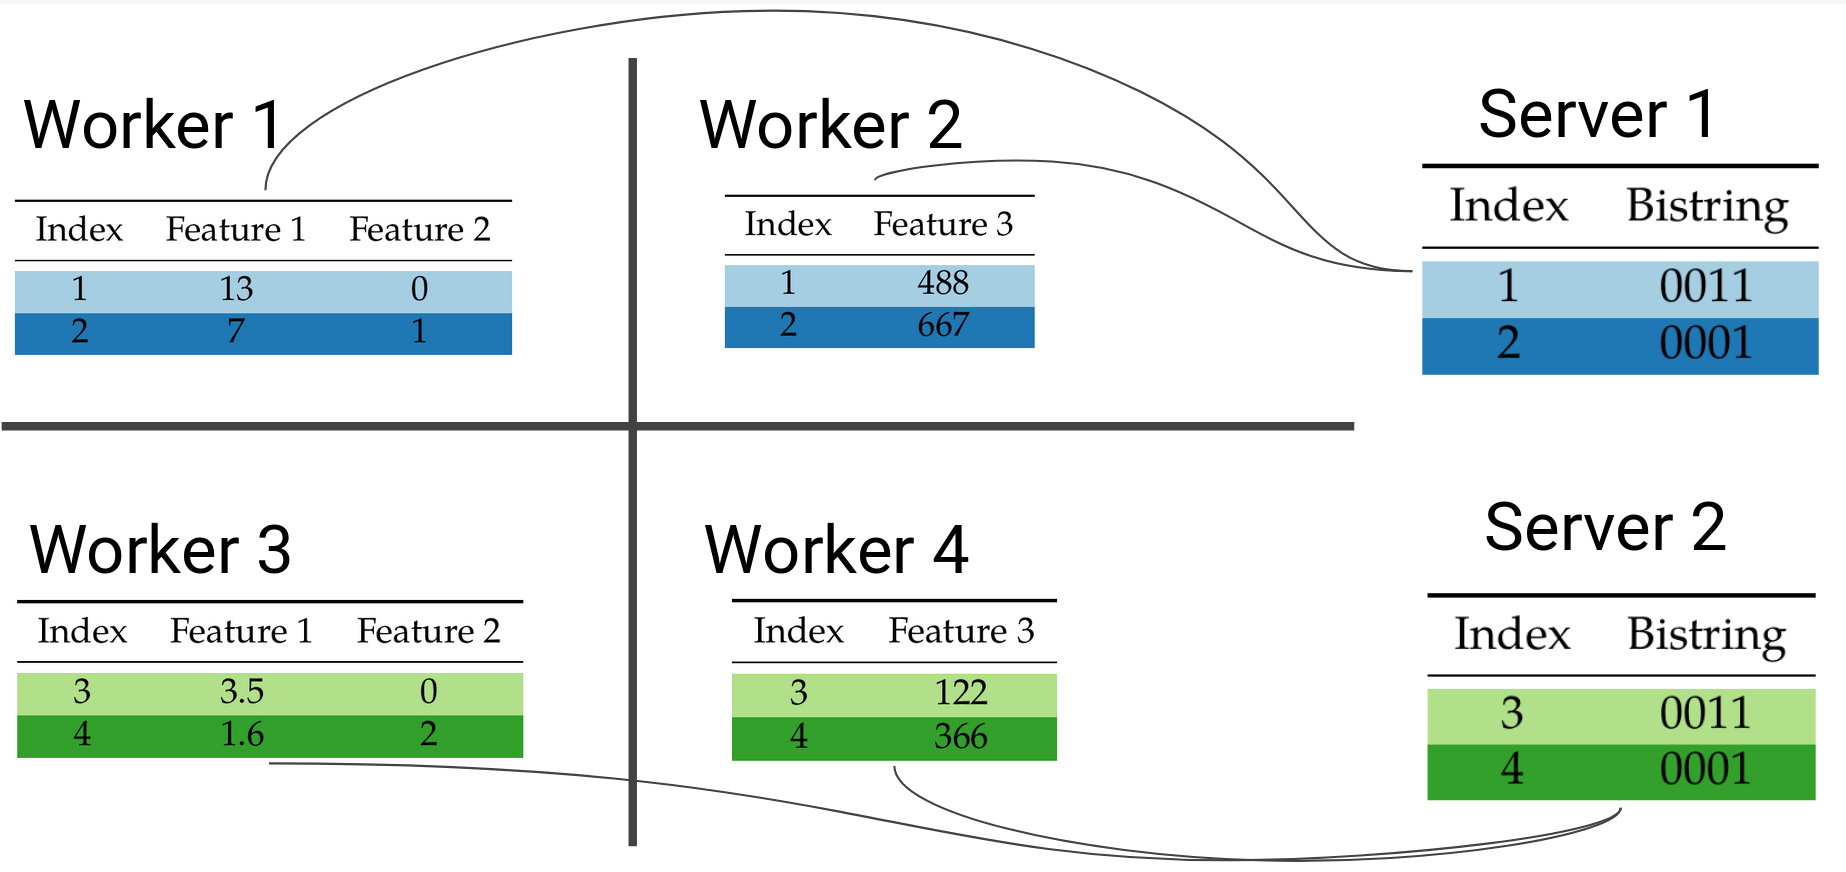 Worker 1
Index Feature 1 Feature 2
1 13 0
2 7 1
Worker 2
Index Feature 3
1 488
2 667
Server 1
Index Bistring
1 0011
2 0001
Worker 3
Index Feature 1 Feature 2
3 3.5 0
4 1.6 2
Worker 4
Index Feature 3
3 122
4 366
Server 2
Index Bistring
3 0011
4 0001